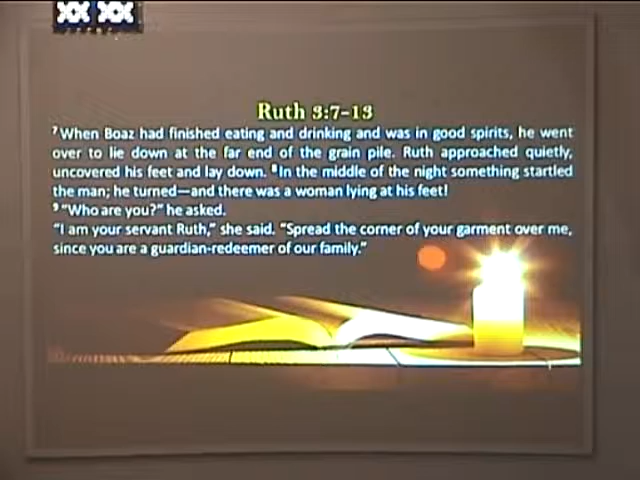 Ruth 3:7-13
⁷When Boaz had finished eating and drinking and was in good spirits, he went
over to lie down at the far end of the grain pile. Ruth approached quietly,
uncovered his feet and lay down. ⁸In the middle of the night something startled
the man; he turned—and there was a woman lying at his feet!
⁹“Who are you?” he asked.
“I am your servant Ruth,” she said. “Spread the corner of your garment over me,
since you are a guardian-redeemer of our family.”